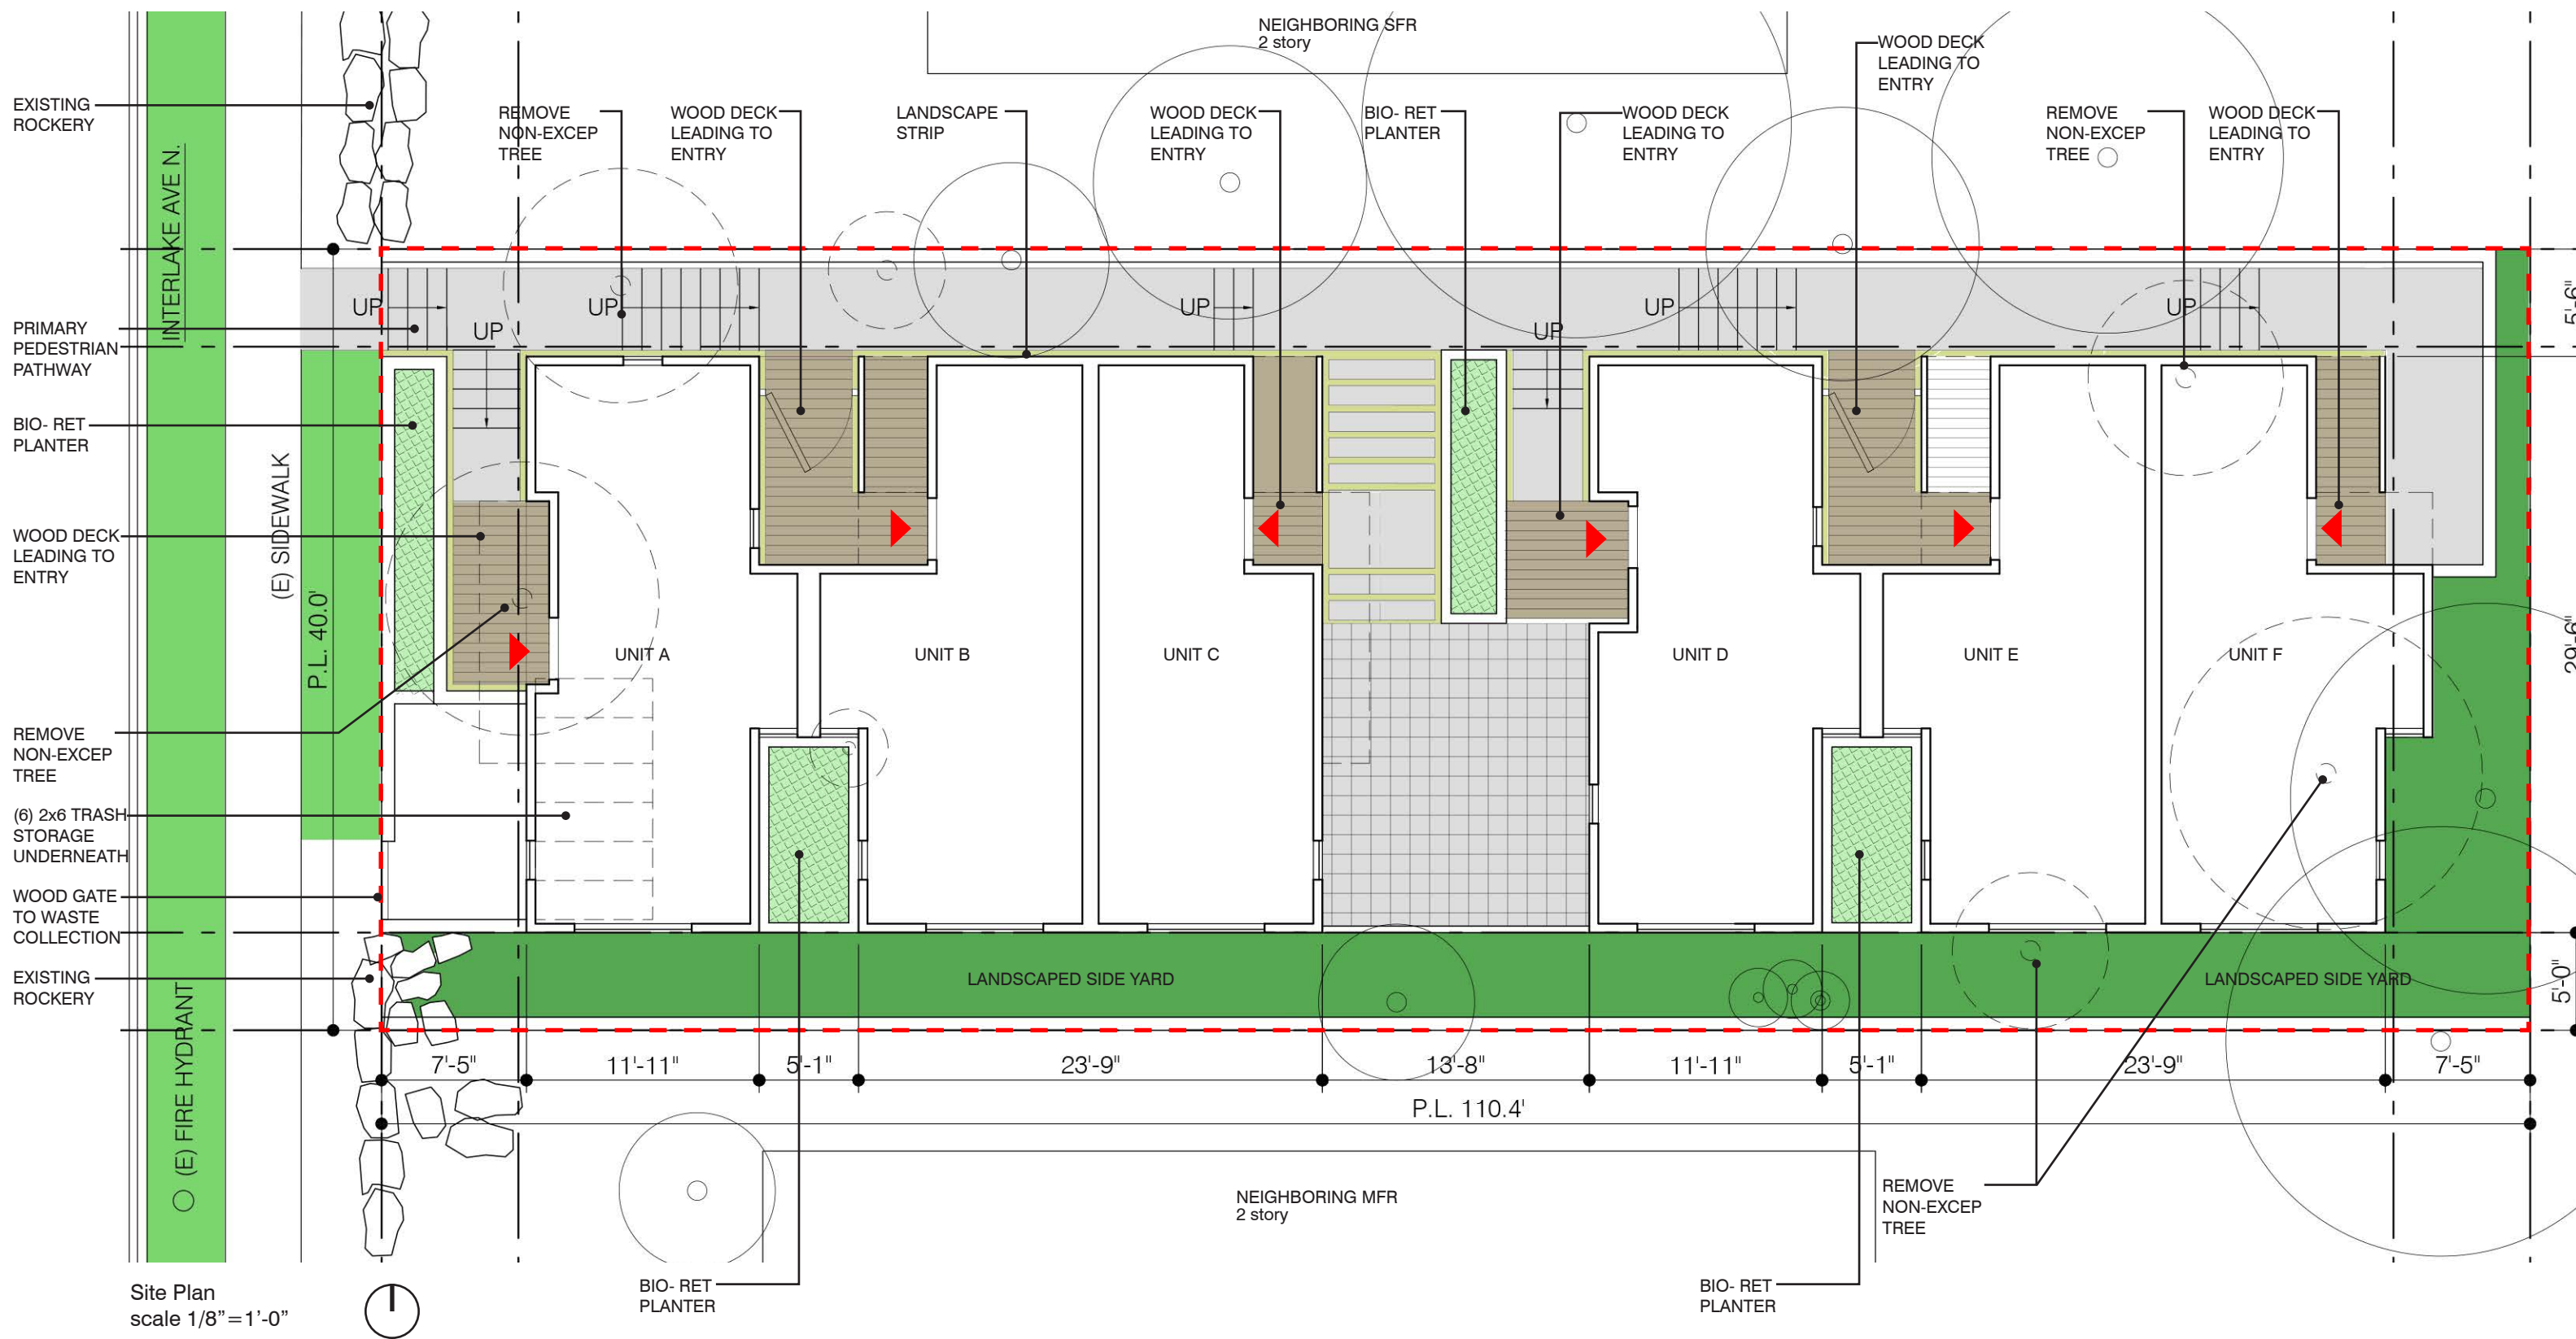 NEIGHBORING SFR
2 story
WOOD DECK
LEADING TO
ENTRY
EXISTING
ROCKERY
REMOVE
NON-EXCEP
TREE
WOOD DECK
LEADING TO
ENTRY
LANDSCAPE
STRIP
WOOD DECK
LEADING TO
ENTRY
BIO- RET
PLANTER
WOOD DECK
LEADING TO
ENTRY
REMOVE
NON-EXCEP
TREE
WOOD DECK
LEADING TO
ENTRY
INTERLAKE AVE N.
UP
UP
UP
UP
UP
UP
UP
5'-6"
PRIMARY
PEDESTRIAN
PATHWAY
BIO- RET
PLANTER
(E) SIDEWALK
WOOD DECK
LEADING TO
ENTRY
P.L. 40.0'
UNIT A
UNIT B
UNIT C
UNIT D
UNIT E
UNIT F
29'-6"
REMOVE
NON-EXCEP
TREE
(6) 2x6 TRASH
STORAGE
UNDERNEATH
WOOD GATE
TO WASTE
COLLECTION
EXISTING
ROCKERY
LANDSCAPED SIDE YARD
LANDSCAPED SIDE YARD
5'-0"
(E) FIRE HYDRANT
7'-5"
11'-11"
5'-1"
23'-9"
13'-8"
11'-11"
5'-1"
23'-9"
7'-5"
P.L. 110.4'
NEIGHBORING MFR
2 story
REMOVE
NON-EXCEP
TREE
BIO- RET
PLANTER
BIO- RET
PLANTER
Site Plan
scale 1/8”=1’-0”